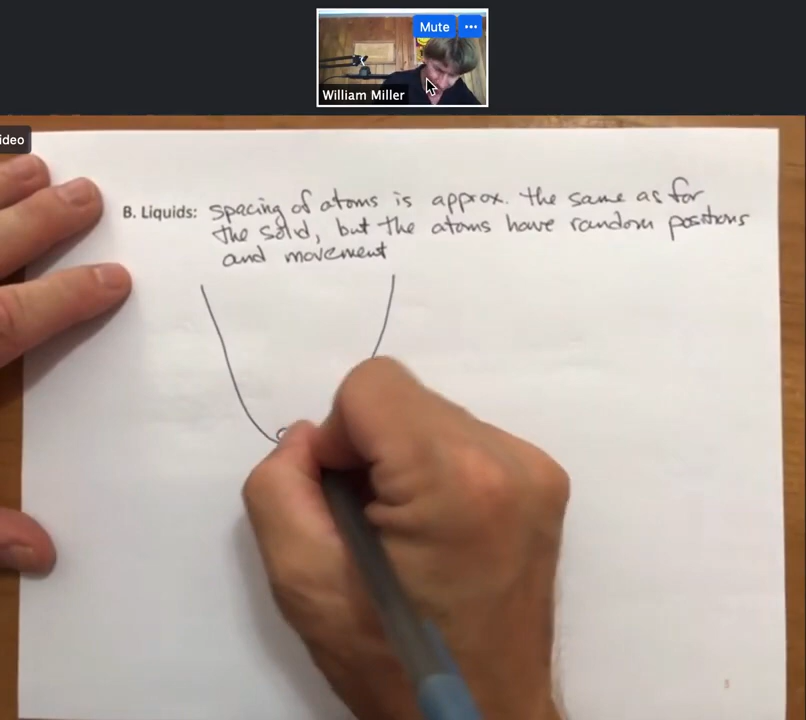 Mute
William Miller
ideo
B. Liquids: spacing of atoms is approx. the same as for
the solid, but the atoms have random positions
and movement
5